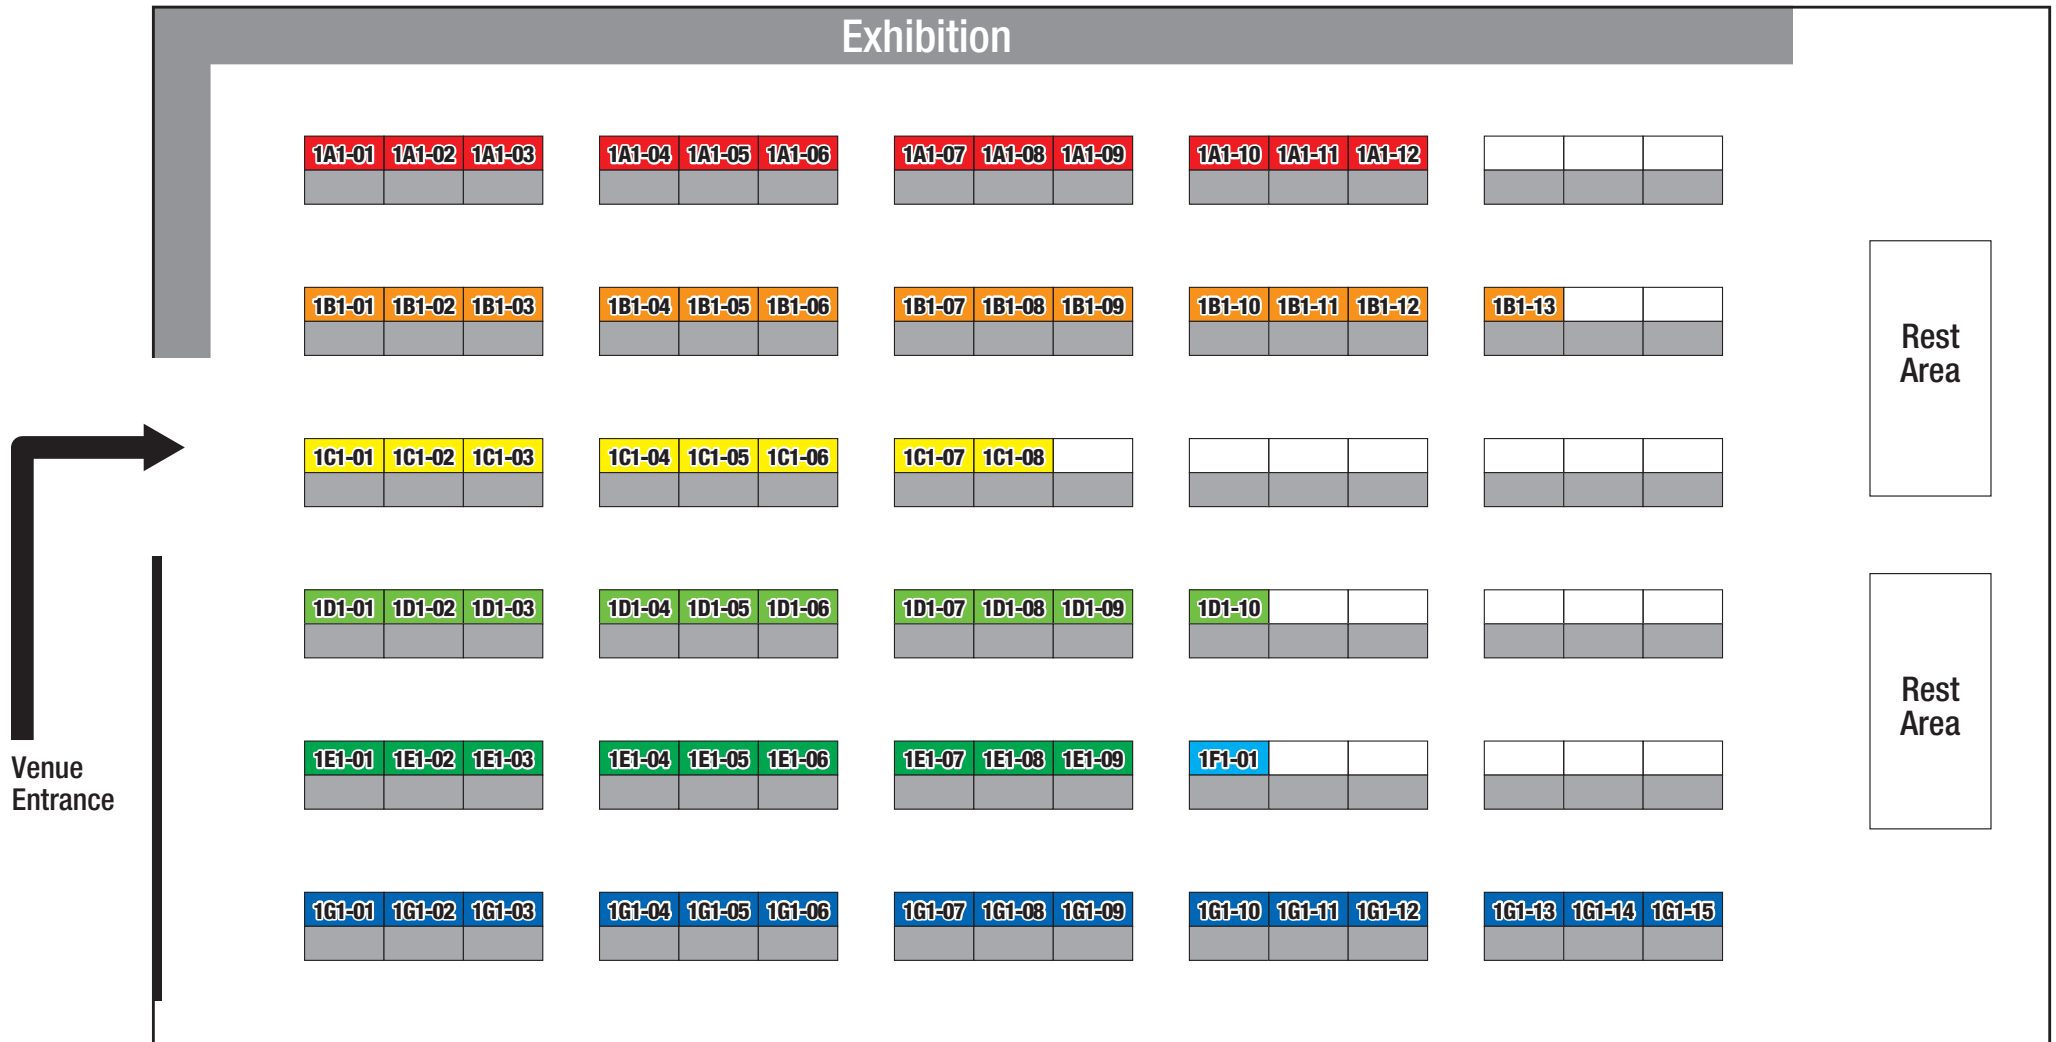 Exhibition
1A1-01 1A1-02 1A1-03 1A1-04 1A1-05 1A1-06 1A1-07 1A1-08 1A1-09 1A1-10 1A1-11 1A1-12
1B1-01 1B1-02 1B1-03 1B1-04 1B1-05 1B1-06 1B1-07 1B1-08 1B1-09 1B1-10 1B1-11 1B1-12 1B1-13
Rest
Area
1C1-01 1C1-02 1C1-03 1C1-04 1C1-05 1C1-06 1C1-07 1C1-08
1D1-01 1D1-02 1D1-03 1D1-04 1D1-05 1D1-06 1D1-07 1D1-08 1D1-09 1D1-10
Rest
Area
1E1-01 1E1-02 1E1-03 1E1-04 1E1-05 1E1-06 1E1-07 1E1-08 1E1-09 1F1-01
Venue
Entrance
1G1-01 1G1-02 1G1-03 1G1-04 1G1-05 1G1-06 1G1-07 1G1-08 1G1-09 1G1-10 1G1-11 1G1-12 1G1-13 1G1-14 1G1-15